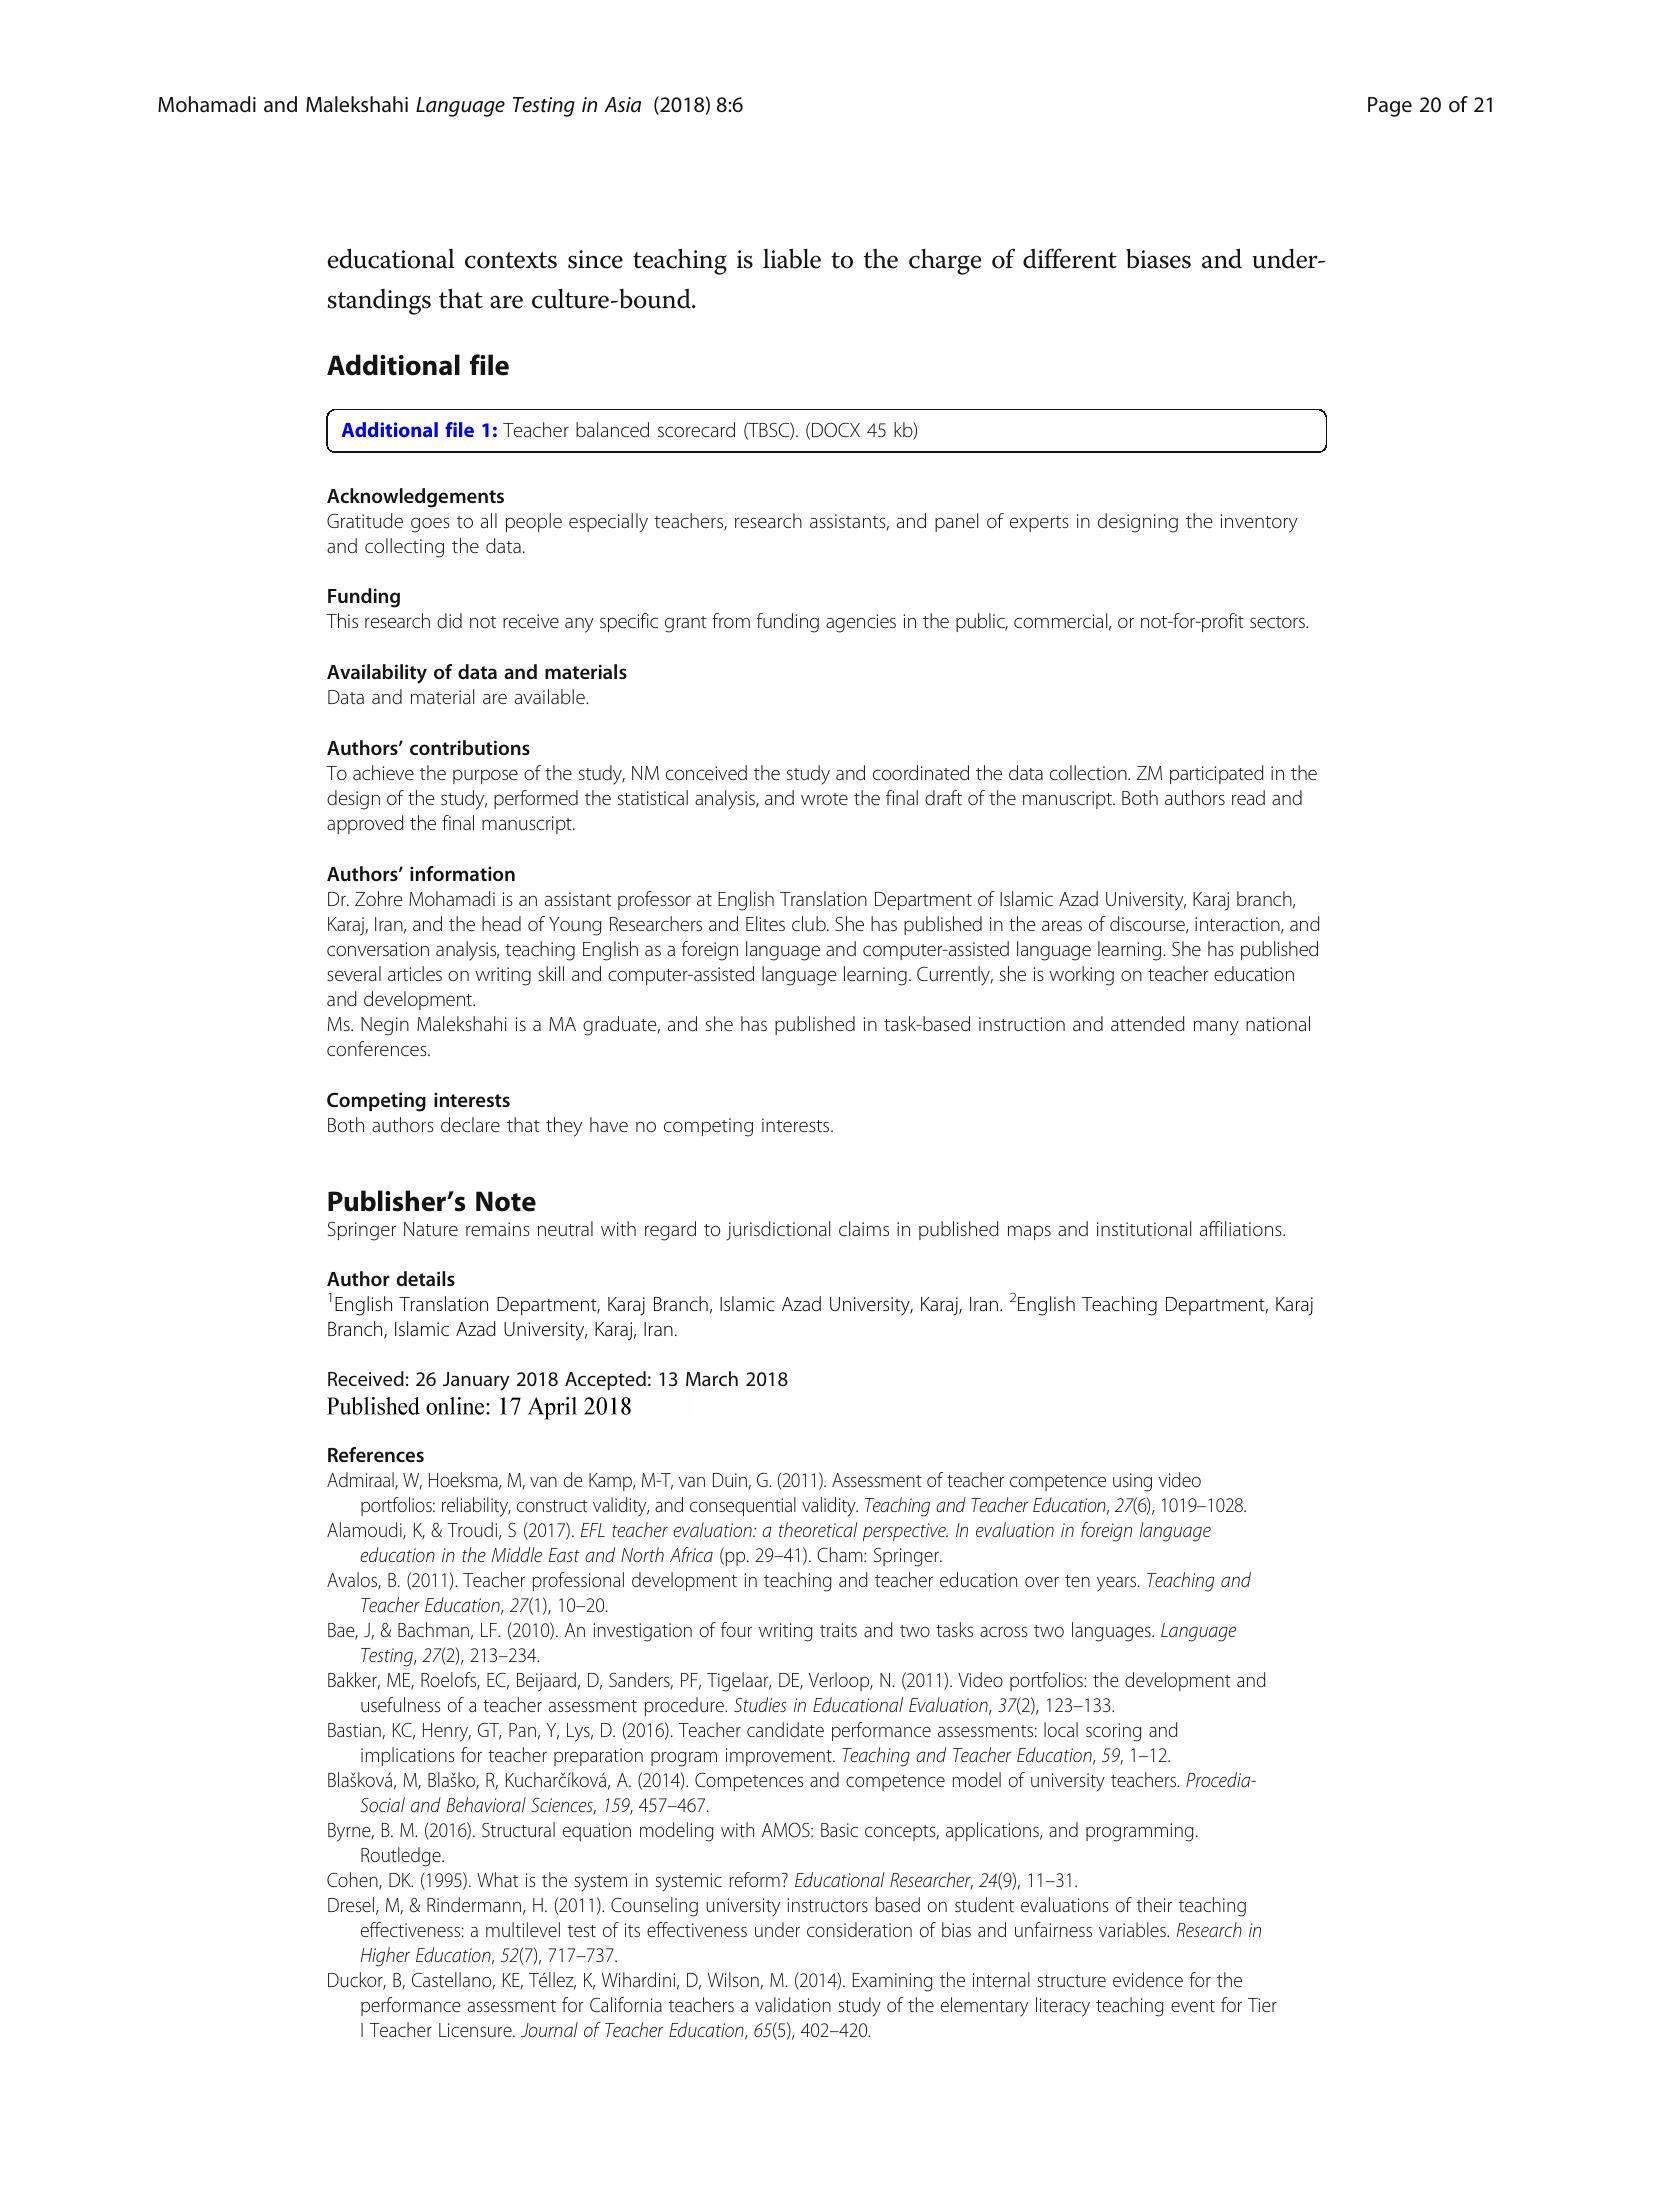 Mohamadi and Malekshahi Language Testing in Asia (2018) 8:6
Page 20 of 21
educational contexts since teaching is liable to the charge of different biases and under-
standings that are culture-bound.
Additional file
Additional file 1: Teacher balanced scorecard (TBSC). (DOCX 45 kb)
Acknowledgements
Gratitude goes to all people especially teachers, research assistants, and panel of experts in designing the inventory
and collecting the data.
Funding
This research did not receive any specific grant from funding agencies in the public, commercial, or not-for-profit sectors.
Availability of data and materials
Data and material are available.
Authors’ contributions
To achieve the purpose of the study, NM conceived the study and coordinated the data collection. ZM participated in the
design of the study, performed the statistical analysis, and wrote the final draft of the manuscript. Both authors read and
approved the final manuscript.
Authors’ information
Dr. Zohre Mohamadi is an assistant professor at English Translation Department of Islamic Azad University, Karaj branch,
Karaj, Iran, and the head of Young Researchers and Elites club. She has published in the areas of discourse, interaction, and
conversation analysis, teaching English as a foreign language and computer-assisted language learning. She has published
several articles on writing skill and computer-assisted language learning. Currently, she is working on teacher education
and development.
Ms. Negin Malekshahi is a MA graduate, and she has published in task-based instruction and attended many national
conferences.
Competing interests
Both authors declare that they have no competing interests.
Publisher’s Note
Springer Nature remains neutral with regard to jurisdictional claims in published maps and institutional affiliations.
Author details
1English Translation Department, Karaj Branch, Islamic Azad University, Karaj, Iran. 2English Teaching Department, Karaj
Branch, Islamic Azad University, Karaj, Iran.
Received: 26 January 2018 Accepted: 13 March 2018
Published online: 17 April 2018
References
Admiraal, W, Hoeksma, M, van de Kamp, M-T, van Duin, G. (2011). Assessment of teacher competence using video
portfolios: reliability, construct validity, and consequential validity. Teaching and Teacher Education, 27(6), 1019–1028.
Alamoudi, K, & Troudi, S (2017). EFL teacher evaluation: a theoretical perspective. In evaluation in foreign language
education in the Middle East and North Africa (pp. 29–41). Cham: Springer.
Avalos, B. (2011). Teacher professional development in teaching and teacher education over ten years. Teaching and
Teacher Education, 27(1), 10–20.
Bae, J, & Bachman, LF. (2010). An investigation of four writing traits and two tasks across two languages. Language
Testing, 27(2), 213–234.
Bakker, ME, Roelofs, EC, Beijaard, D, Sanders, PF, Tigelaar, DE, Verloop, N. (2011). Video portfolios: the development and
usefulness of a teacher assessment procedure. Studies in Educational Evaluation, 37(2), 123–133.
Bastian, KC, Henry, GT, Pan, Y, Lys, D. (2016). Teacher candidate performance assessments: local scoring and
implications for teacher preparation program improvement. Teaching and Teacher Education, 59, 1–12.
Blašková, M, Blaško, R, Kucharčíková, A. (2014). Competences and competence model of university teachers. Procedia-
Social and Behavioral Sciences, 159, 457–467.
Byrne, B. M. (2016). Structural equation modeling with AMOS: Basic concepts, applications, and programming.
Routledge.
Cohen, DK. (1995). What is the system in systemic reform? Educational Researcher, 24(9), 11–31.
Dresel, M, & Rindermann, H. (2011). Counseling university instructors based on student evaluations of their teaching
effectiveness: a multilevel test of its effectiveness under consideration of bias and unfairness variables. Research in
Higher Education, 52(7), 717–737.
Duckor, B, Castellano, KE, Téllez, K, Wihardini, D, Wilson, M. (2014). Examining the internal structure evidence for the
performance assessment for California teachers a validation study of the elementary literacy teaching event for Tier
I Teacher Licensure. Journal of Teacher Education, 65(5), 402–420.